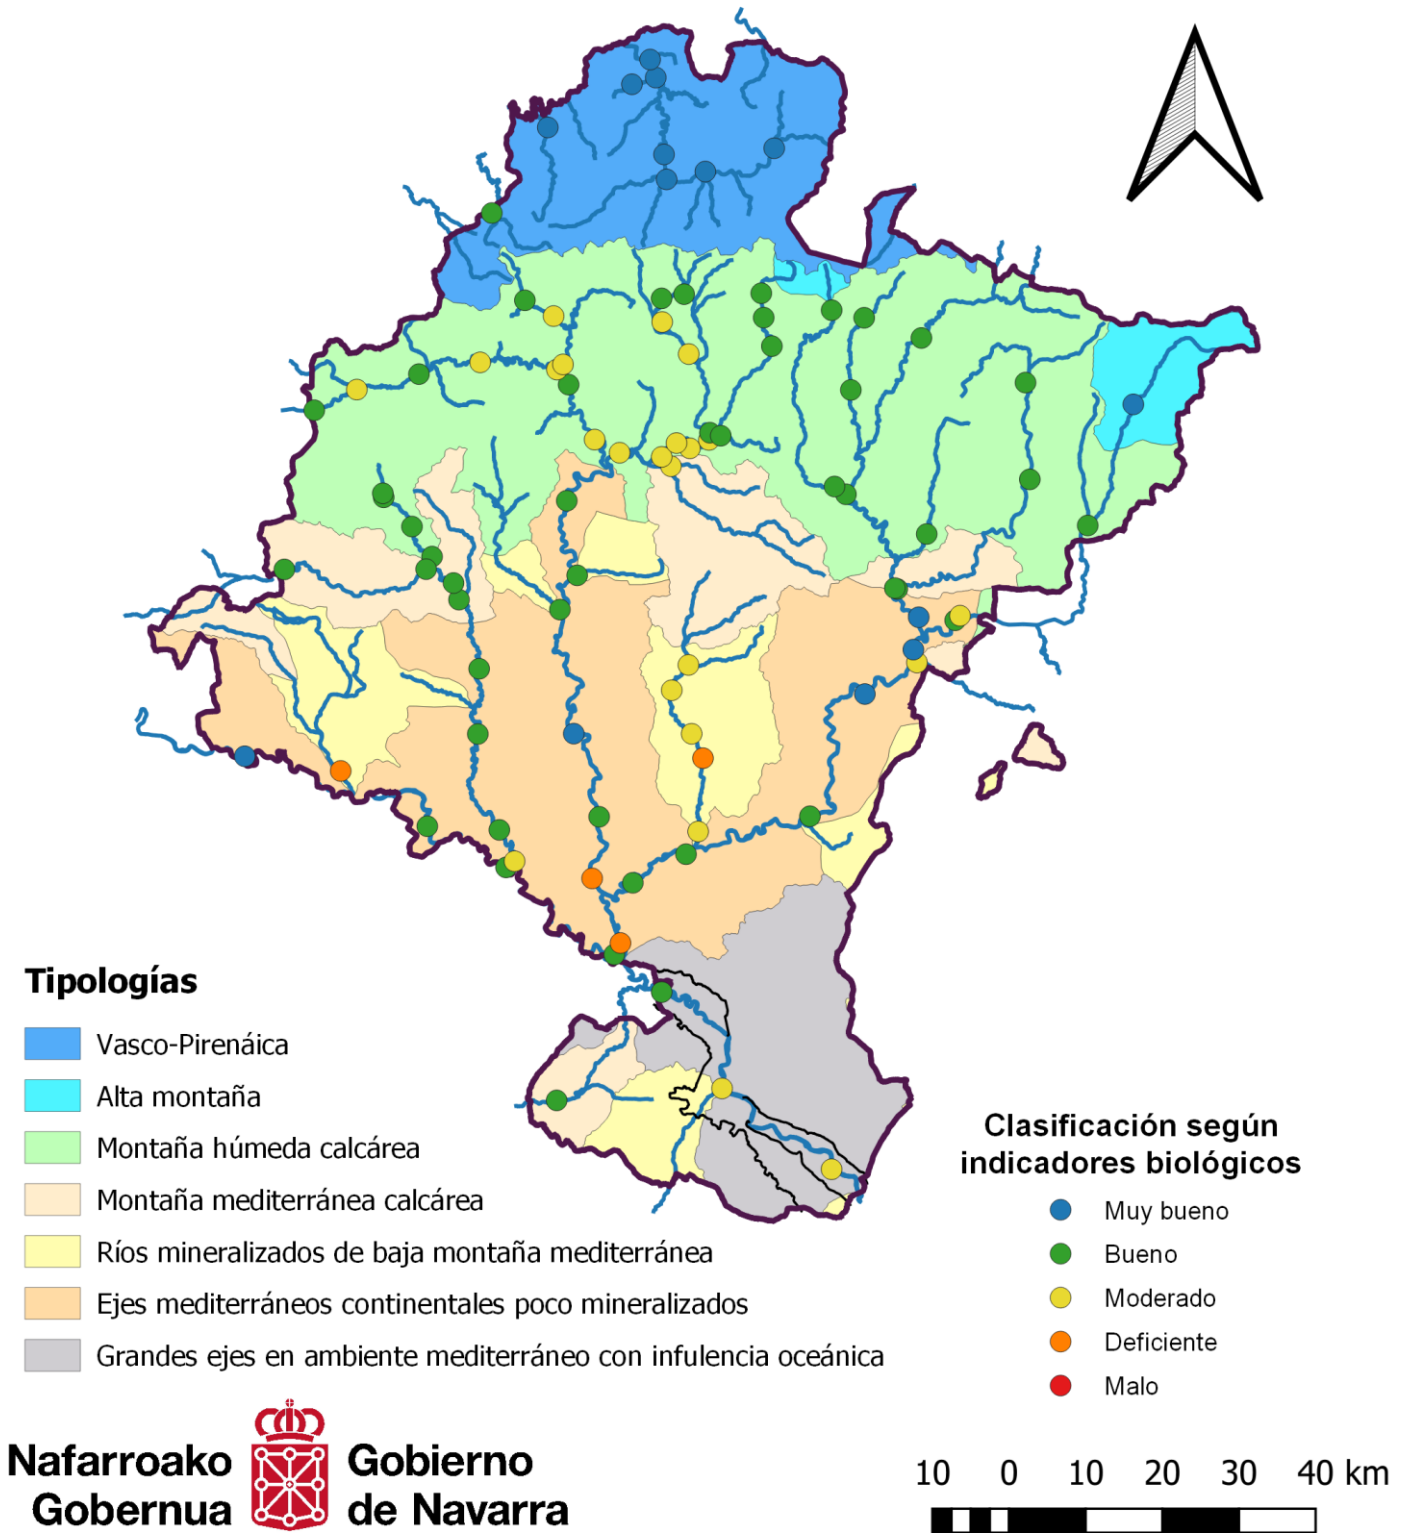 Tipologías
Vasco-Pirenáica
Alta montaña
Montaña húmeda calcárea
Montaña mediterránea calcárea
Ríos mineralizados de baja montaña mediterránea
Ejes mediterráneos continentales poco mineralizados
Grandes ejes en ambiente mediterráneo con infulencia oceánica
Clasificación según
indicadores biológicos
Muy bueno
Bueno
Moderado
Deficiente
Malo
Nafarroako
Gobernua
Gobierno
de Navarra
10 0 10 20 30 40 km